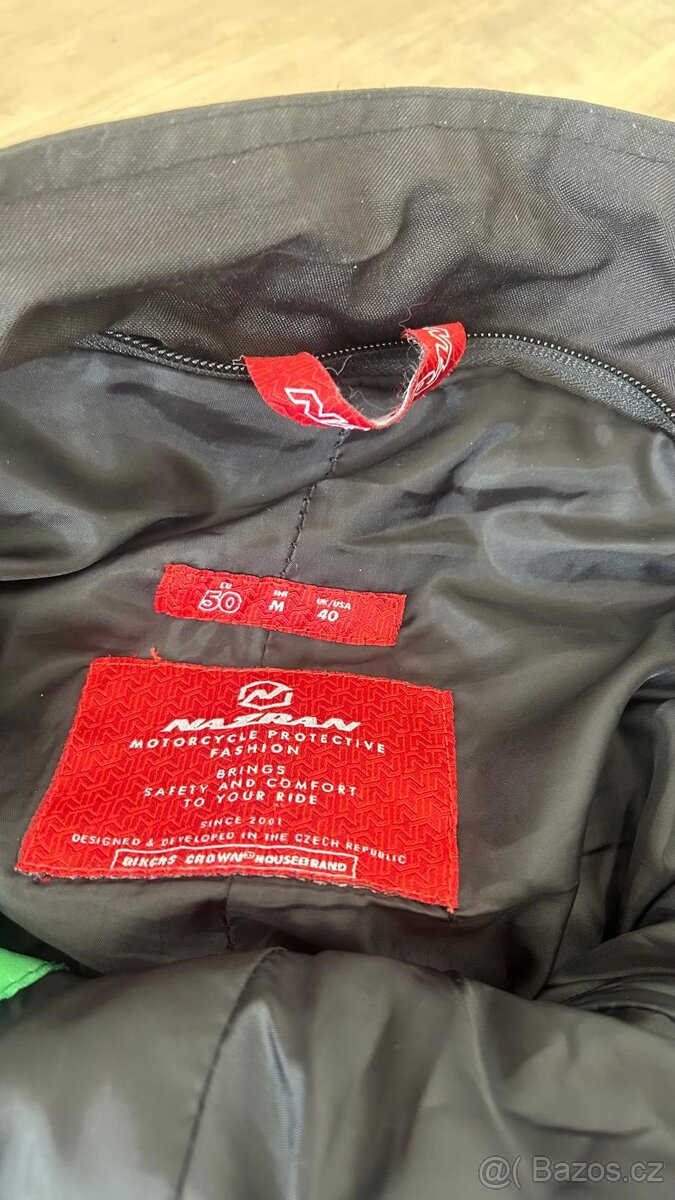 EU INT UK/USA
50 M 40
NAZRAN
MOTORCYCLE PROTECTIVE
FASHION
BRINGS
SAFETY AND COMFORT
TO YOUR RIDE
SINCE 2001
DESIGNED & DEVELOPED IN THE CZECH REPUBLIC
BIKERS CROWN HOUSEBRAND
@( Bazos.cz